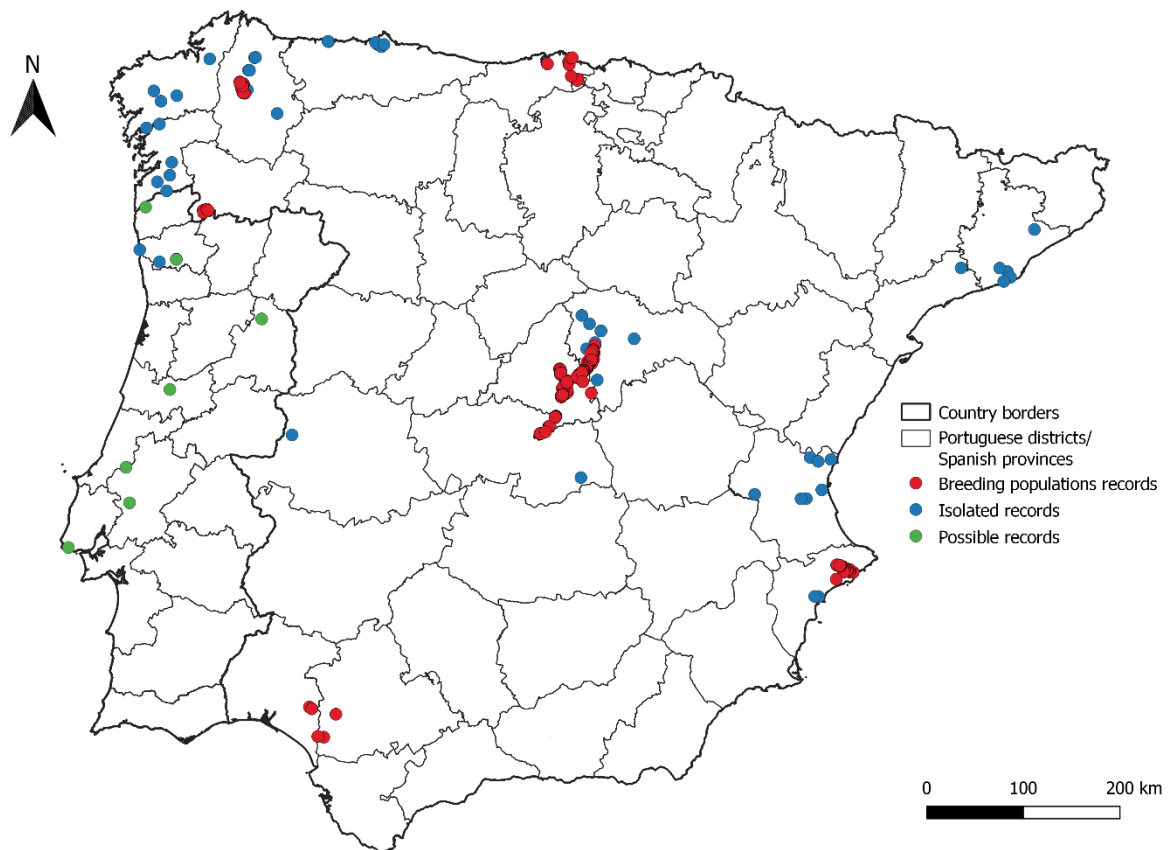 N
Country borders
Portuguese districts/
Spanish provinces
Breeding populations records
Isolated records
Possible records
0 100 200 km